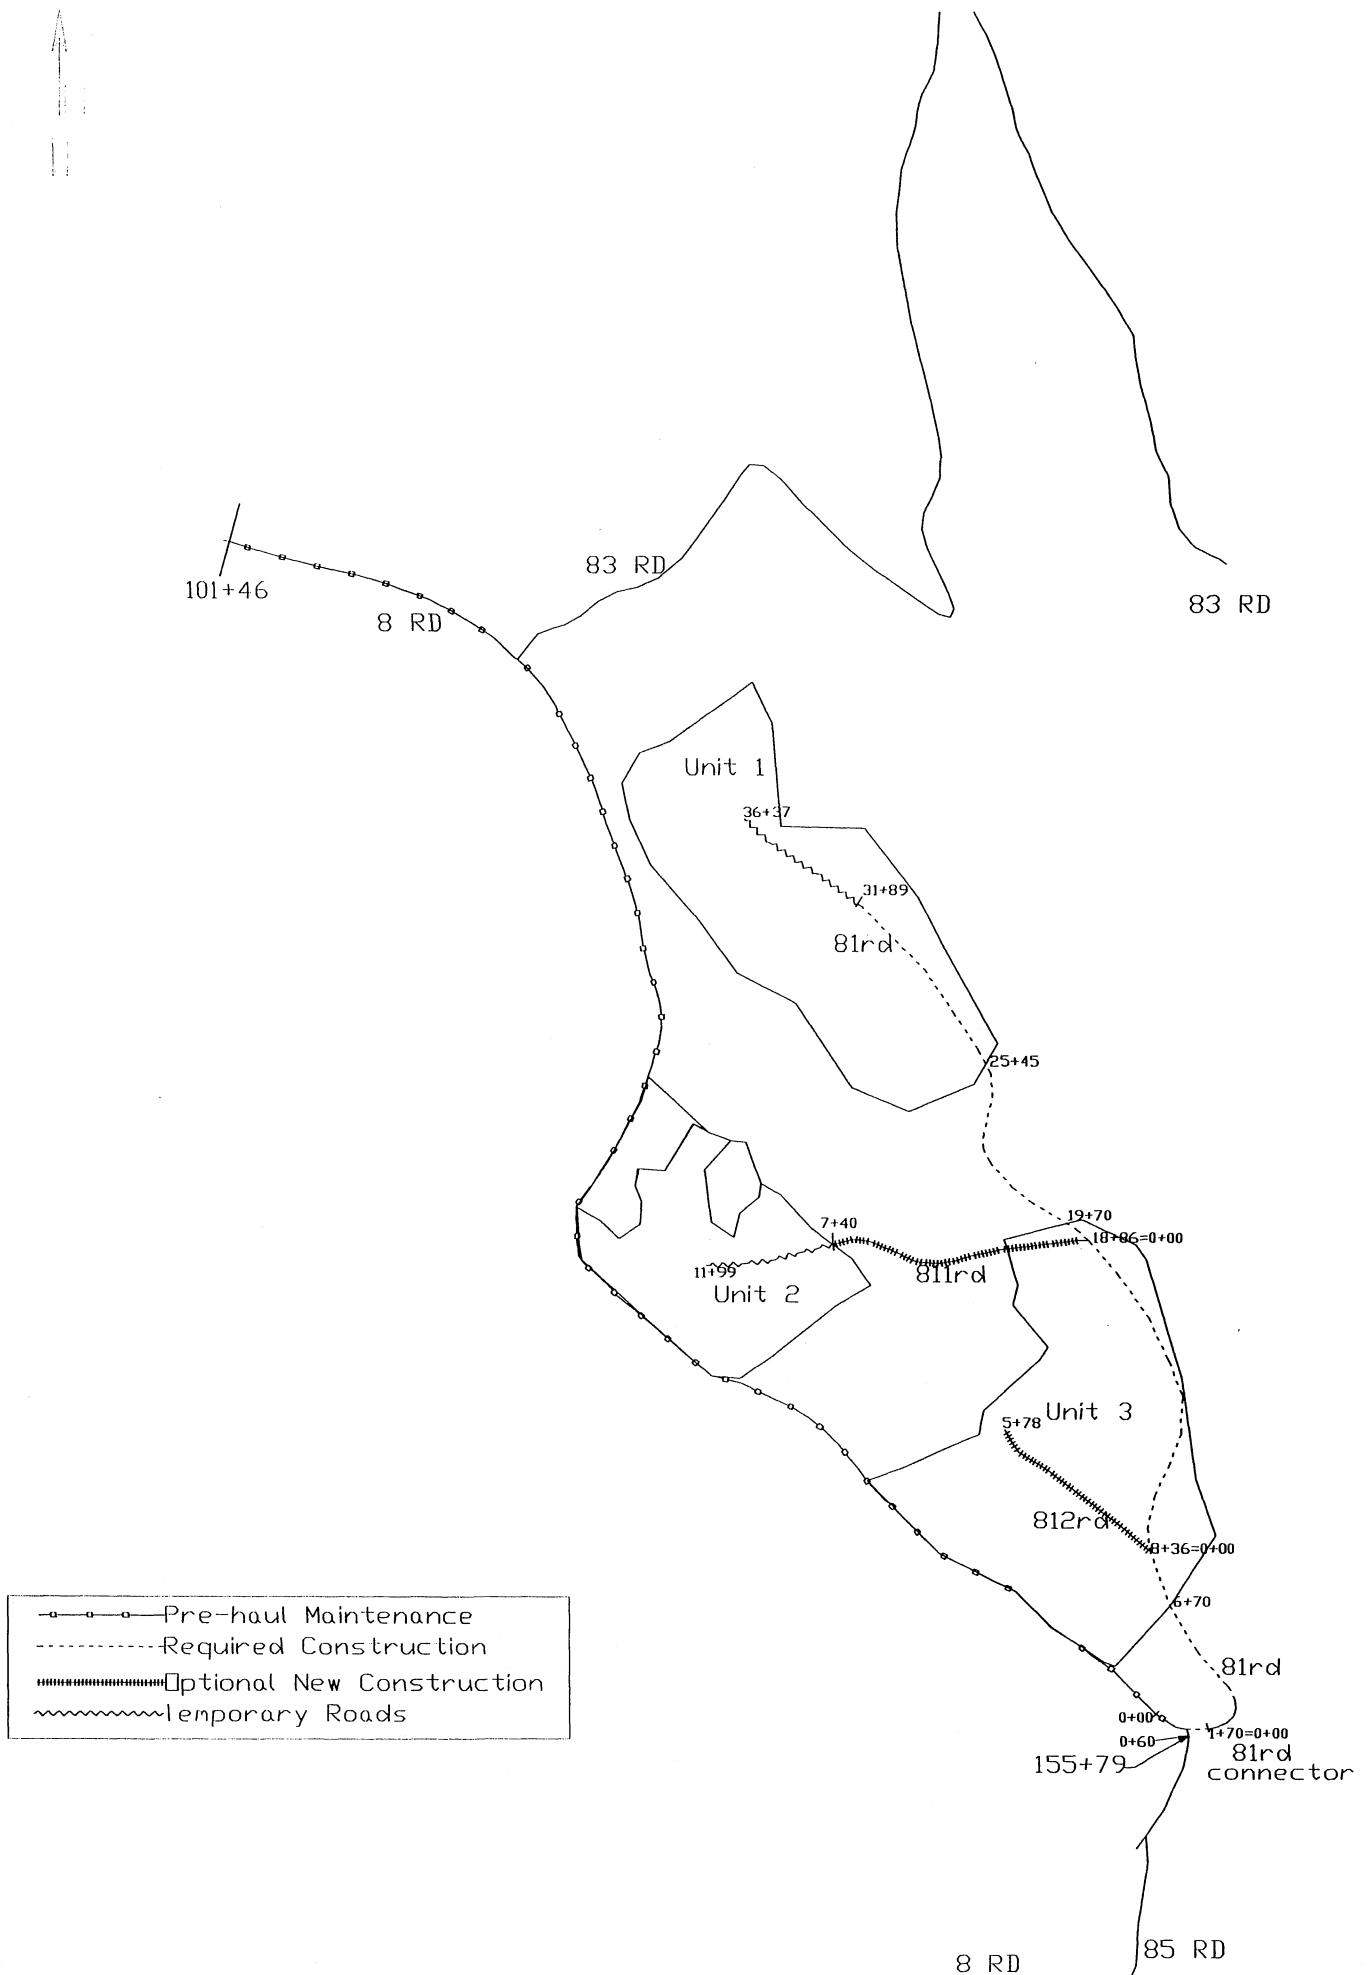 83 RD
101+46
83 RD
8 RD
Unit 1
36+37
31+89
81rd
25+45
19+70
7+40
18+86=0+00
11+99
811rd
Unit 2
5+78
Unit 3
812rd
8+36=0+00
6+70
Pre-haul Maintenance
Required Construction
Optional New Construction
Temporary Roads
81rd
0+00
0+60
1+70=0+00
155+79
81rd
connector
85 RD
8 RD